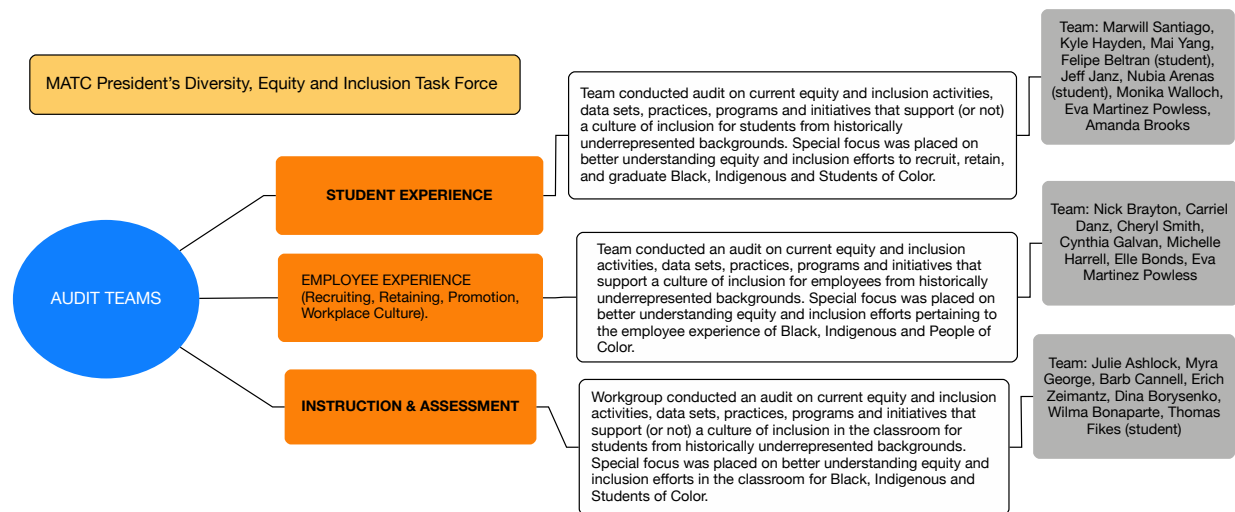 MATC President’s Diversity, Equity and Inclusion Task Force
AUDIT TEAMS
STUDENT EXPERIENCE
Team conducted audit on current equity and inclusion activities,
data sets, practices, programs and initiatives that support (or not)
a culture of inclusion for students from historically
underrepresented backgrounds. Special focus was placed on
better understanding equity and inclusion efforts to recruit, retain,
and graduate Black, Indigenous and Students of Color.
Team: Marwill Santiago,
Kyle Hayden, Mai Yang,
Felipe Beltran (student),
Jeff Janz, Nubia Arenas
(student), Monika Walloch,
Eva Martinez Powless,
Amanda Brooks
EMPLOYEE EXPERIENCE
(Recruiting, Retaining, Promotion,
Workplace Culture).
Team conducted an audit on current equity and inclusion
activities, data sets, practices, programs and initiatives that
support a culture of inclusion for employees from historically
underrepresented backgrounds. Special focus was placed on
better understanding equity and inclusion efforts pertaining to
the employee experience of Black, Indigenous and People of
Color.
Team: Nick Brayton, Carriel
Danz, Cheryl Smith,
Cynthia Galvan, Michelle
Harrell, Elle Bonds, Eva
Martinez Powless
INSTRUCTION & ASSESSMENT
Workgroup conducted an audit on current equity and inclusion
activities, data sets, practices, programs and initiatives that
support (or not) a culture of inclusion in the classroom for
students from historically underrepresented backgrounds.
Special focus was placed on better understanding equity and
inclusion efforts in the classroom for Black, Indigenous and
Students of Color.
Team: Julie Ashlock, Myra
George, Barb Cannell, Erich
Zeimantz, Dina Borysenko,
Wilma Bonaparte, Thomas
Fikes (student)